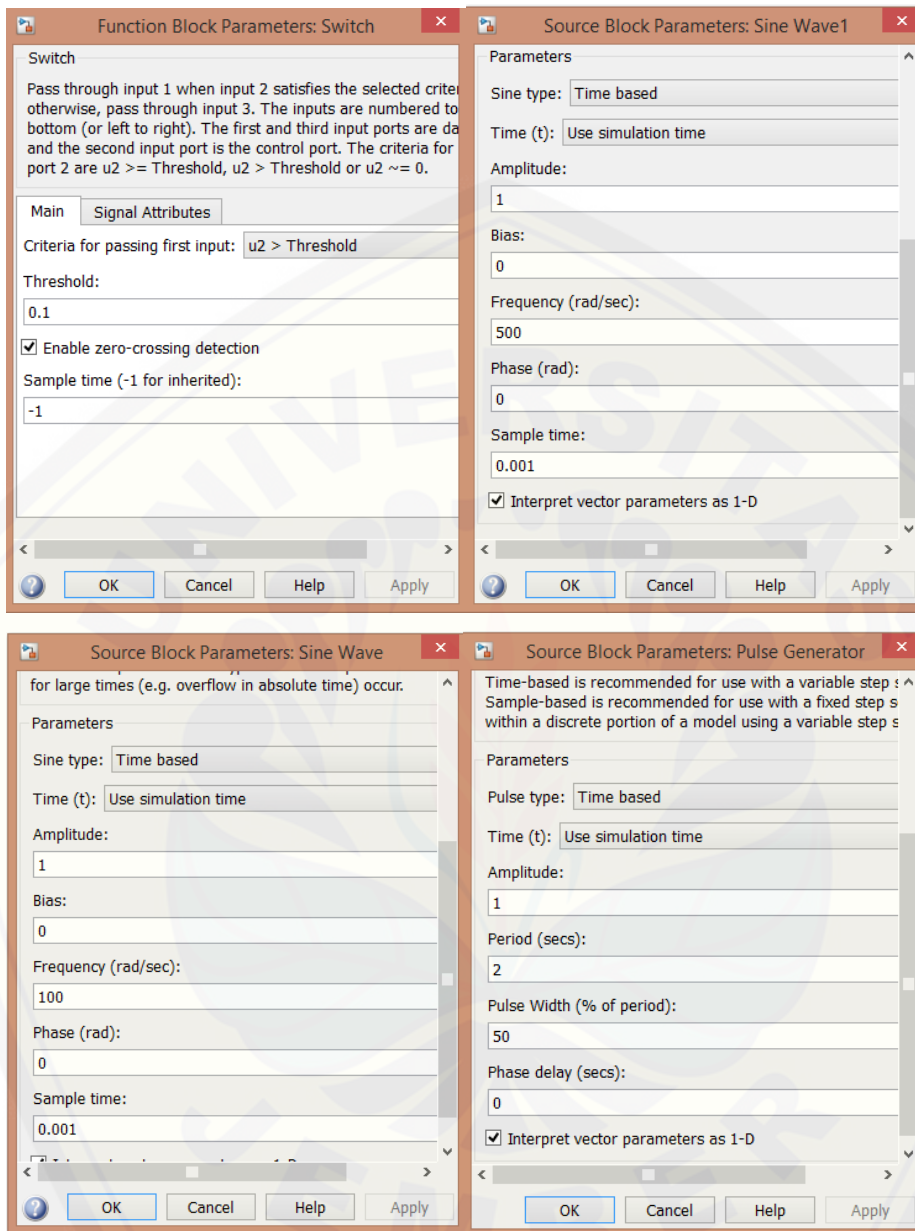 Function Block Parameters: Switch
Switch
Pass through input 1 when input 2 satisfies the selected criter
otherwise, pass through input 3. The inputs are numbered to
bottom (or left to right). The first and third input ports are da
and the second input port is the control port. The criteria for
port 2 are u2 >= Threshold, u2 > Threshold or u2 ~= 0.
Main Signal Attributes
Criteria for passing first input: u2 > Threshold
Threshold:
0.1
Enable zero-crossing detection
Sample time (-1 for inherited):
-1
OK Cancel Help Apply
Source Block Parameters: Sine Wave1
Parameters
Sine type: Time based
Time (t): Use simulation time
Amplitude:
1
Bias:
0
Frequency (rad/sec):
500
Phase (rad):
0
Sample time:
0.001
Interpret vector parameters as 1-D
OK Cancel Help Apply
Source Block Parameters: Sine Wave
for large times (e.g. overflow in absolute time) occur.
Parameters
Sine type: Time based
Time (t): Use simulation time
Amplitude:
1
Bias:
0
Frequency (rad/sec):
100
Phase (rad):
0
Sample time:
0.001
OK Cancel Help Apply
Source Block Parameters: Pulse Generator
Time-based is recommended for use with a variable step s
Sample-based is recommended for use with a fixed step s
within a discrete portion of a model using a variable step s
Parameters
Pulse type: Time based
Time (t): Use simulation time
Amplitude:
1
Period (secs):
2
Pulse Width (% of period):
50
Phase delay (secs):
0
Interpret vector parameters as 1-D
OK Cancel Help Apply
UNIVERSITAS